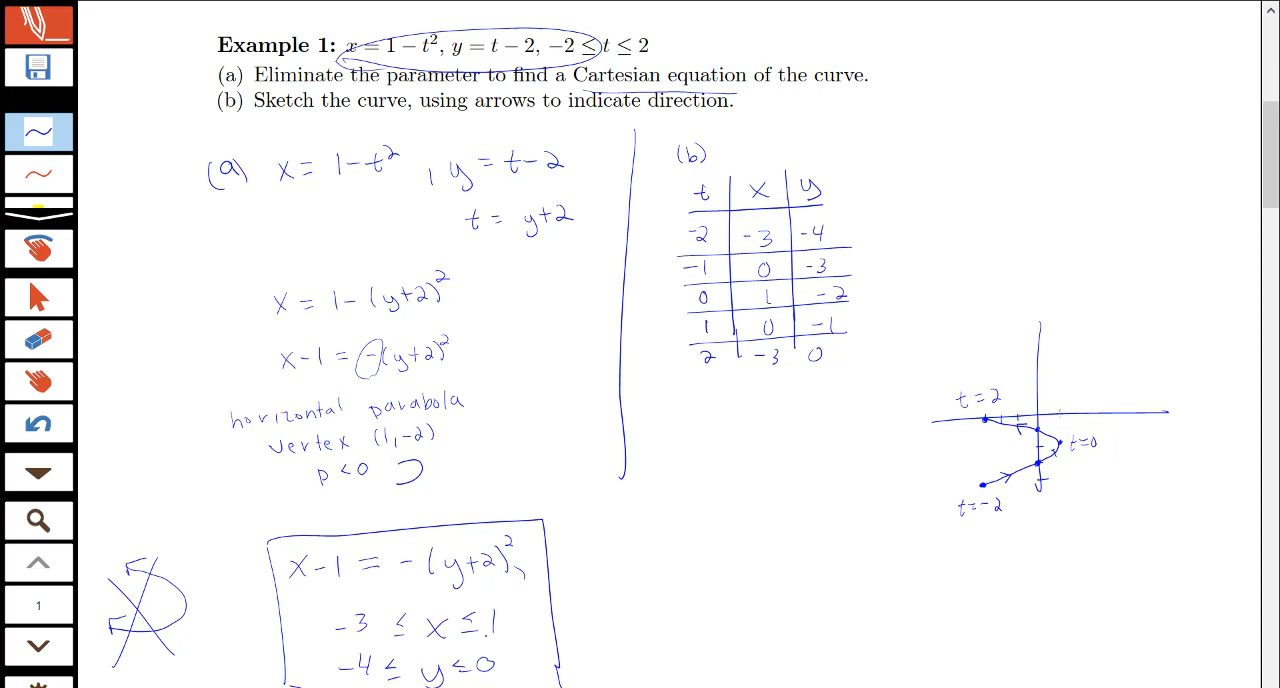 Example 1: x = 1 − t², y = t − 2, −2 ≤ t ≤ 2
(a) Eliminate the parameter to find a Cartesian equation of the curve.
(b) Sketch the curve, using arrows to indicate direction.
(a) x = 1 − t² , y = t − 2
t = y+2
x = 1 − (y+2)²
x − 1 = −(y+2)²
horizontal parabola
vertex (1, −2)
p < 0
x − 1 = −(y+2)²,
−3 ≤ x ≤ 1
−4 ≤ y ≤ 0
(b)
t x y
−2 −3 −4
−1 0 −3
0 1 −2
1 0 −1
2 −3 0
t = 2
t=0
t=−2
1